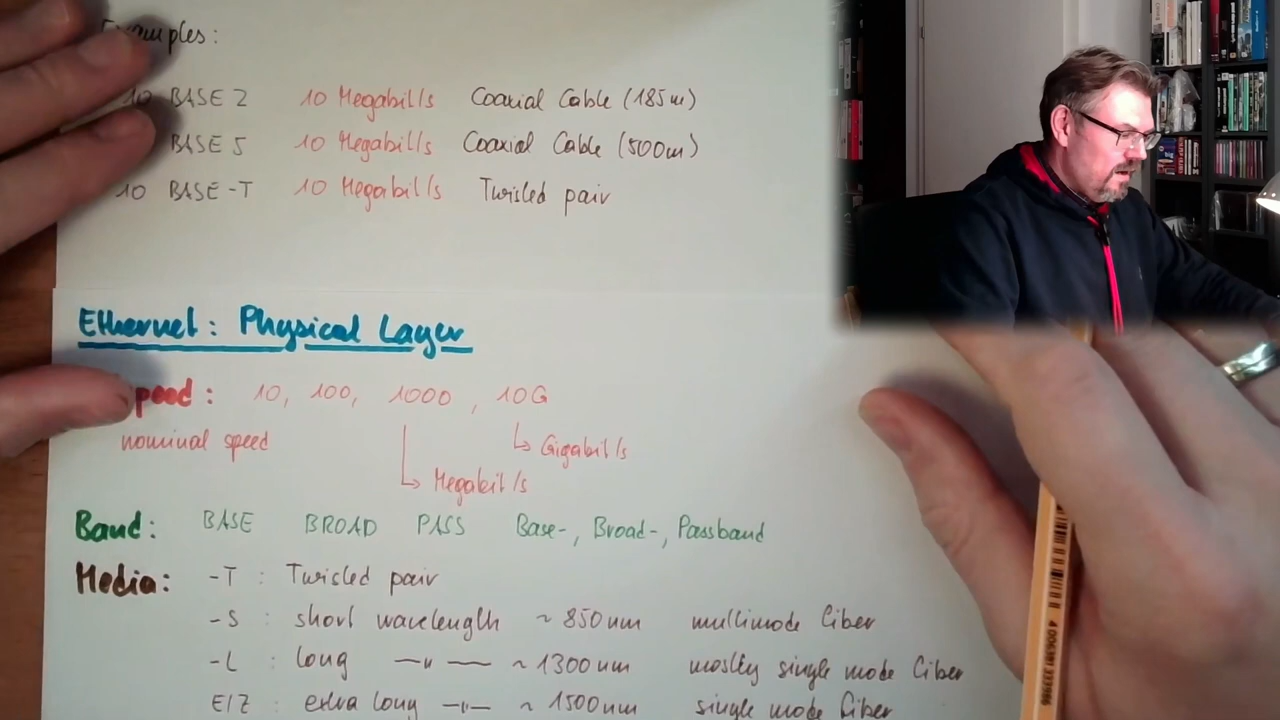 Examples:
10 BASE 2 10 Megabit/s Coaxial Cable (185m)
BASE 5 10 Megabit/s Coaxial Cable (500m)
10 BASE-T 10 Megabit/s Twisted pair
Ethernet: Physical Layer
peed: 10, 100, 1000, 10G
nominal speed
Gigabit/s
Megabit/s
Band: BASE BROAD PASS Base-, Broad-, Passband
Media: -T : Twisted pair
-S : short wavelength ~ 850nm multimode fiber
-L : long —"— ~ 1300nm mostly single mode fiber
E/Z : extra long —"— ~ 1500nm single mode fiber